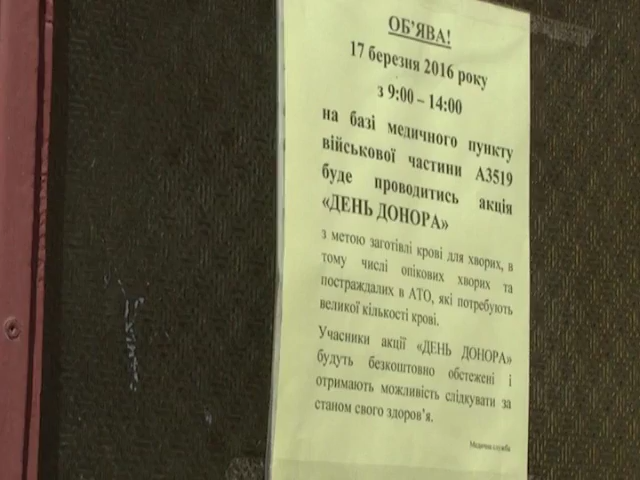 ОБ’ЯВА!
17 березня 2016 року
з 9:00 – 14:00
на базі медичного пункту
військової частини А3519
буде проводитись акція
«ДЕНЬ ДОНОРА»
з метою заготівлі крові для хворих, в
тому числі опікових хворих та
постраждалих в АТО, які потребують
великої кількості крові.
Учасники акції «ДЕНЬ ДОНОРА»
будуть безкоштовно обстежені і
отримають можливість слідкувати за
станом свого здоров’я.
Медична служба